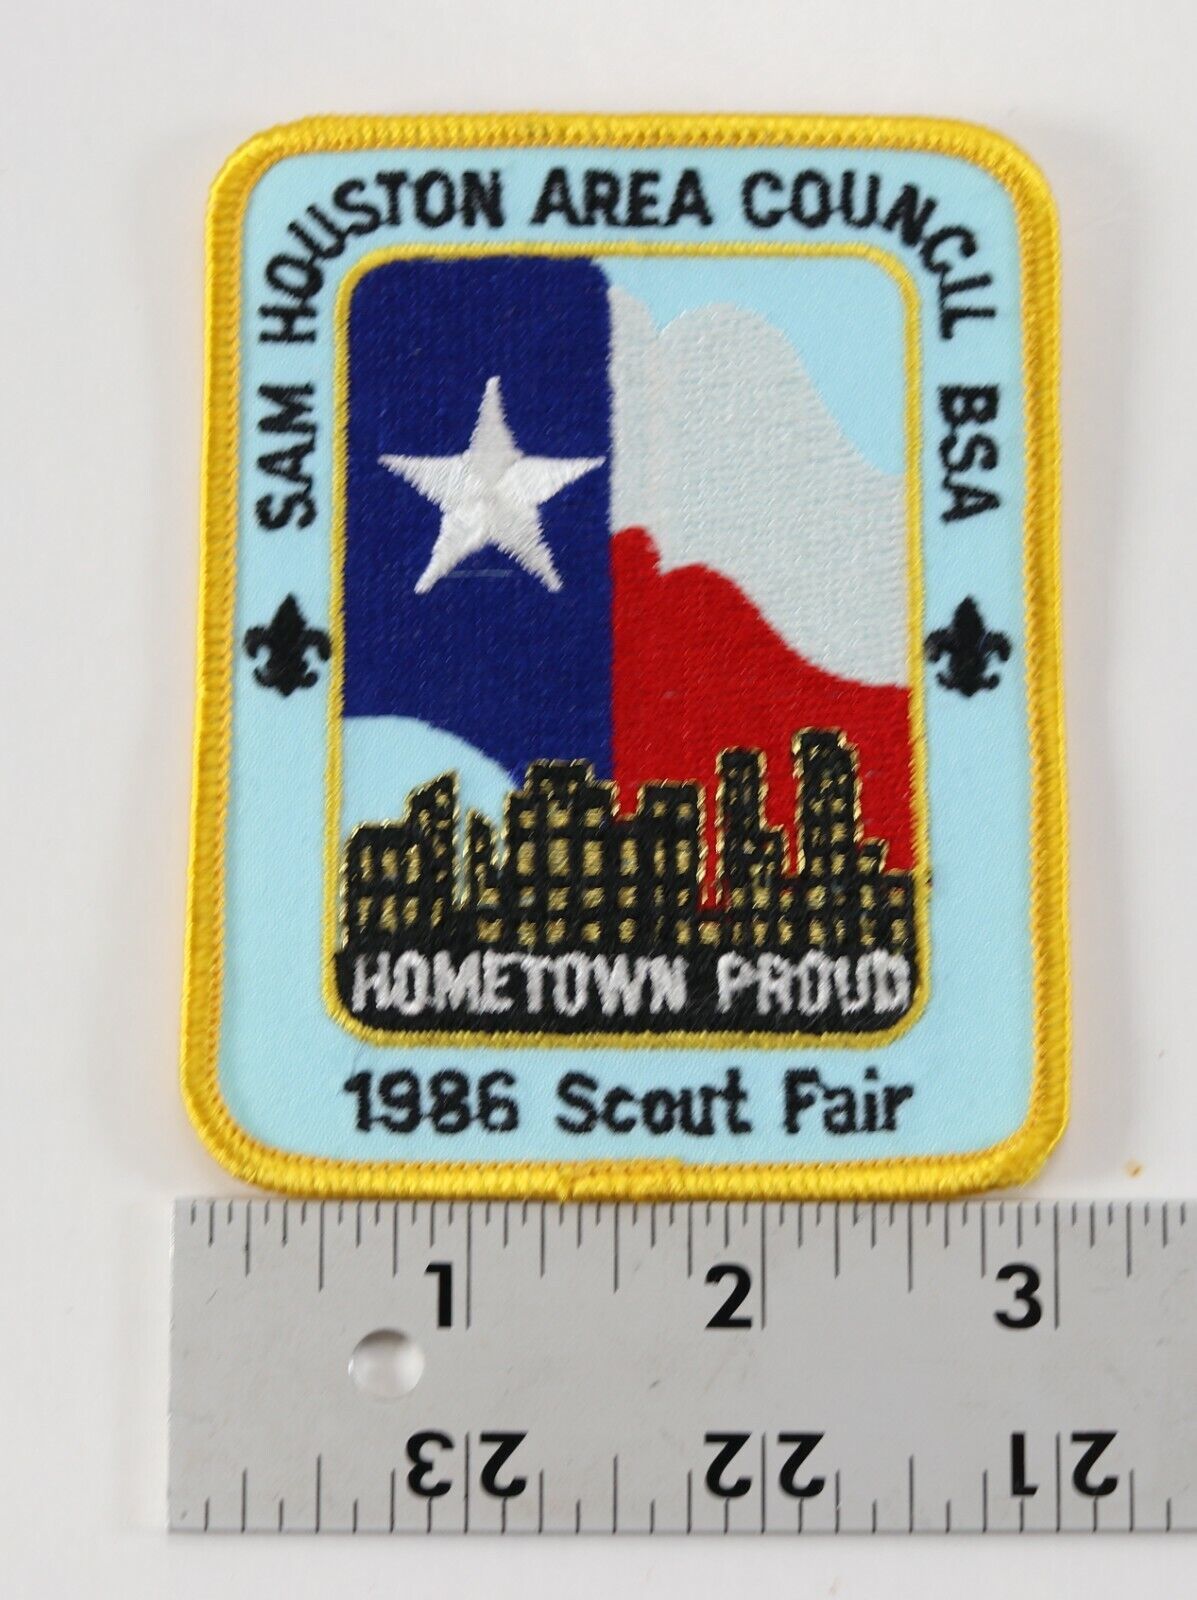 SAM HOUSTON AREA COUNCIL BSA
HOMETOWN PROUD
1986 Scout Fair
1 2 3
23 22 21